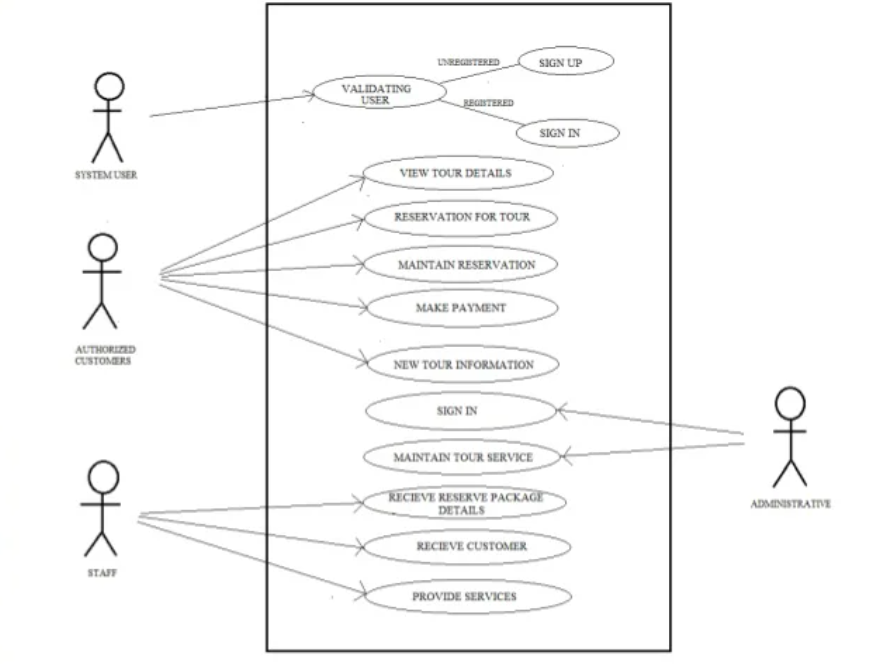 UNREGISTERED
SIGN UP
VALIDATING
USER
REGISTERED
SIGN IN
SYSTEM USER
VIEW TOUR DETAILS
RESERVATION FOR TOUR
MAINTAIN RESERVATION
MAKE PAYMENT
AUTHORIZED
CUSTOMERS
NEW TOUR INFORMATION
SIGN IN
MAINTAIN TOUR SERVICE
ADMINISTRATIVE
RECIEVE RESERVE PACKAGE
DETAILS
RECIEVE CUSTOMER
STAFF
PROVIDE SERVICES